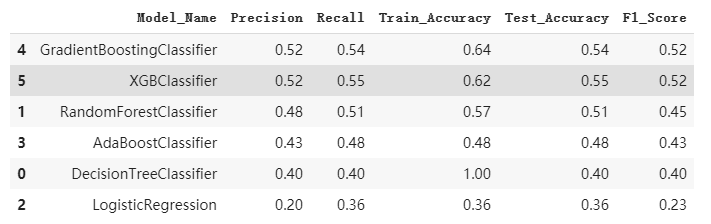 Model_Name Precision Recall Train_Accuracy Test_Accuracy F1_Score
4 GradientBoostingClassifier 0.52 0.54 0.64 0.54 0.52
5 XGBClassifier 0.52 0.55 0.62 0.55 0.52
1 RandomForestClassifier 0.48 0.51 0.57 0.51 0.45
3 AdaBoostClassifier 0.43 0.48 0.48 0.48 0.43
0 DecisionTreeClassifier 0.40 0.40 1.00 0.40 0.40
2 LogisticRegression 0.20 0.36 0.36 0.36 0.23